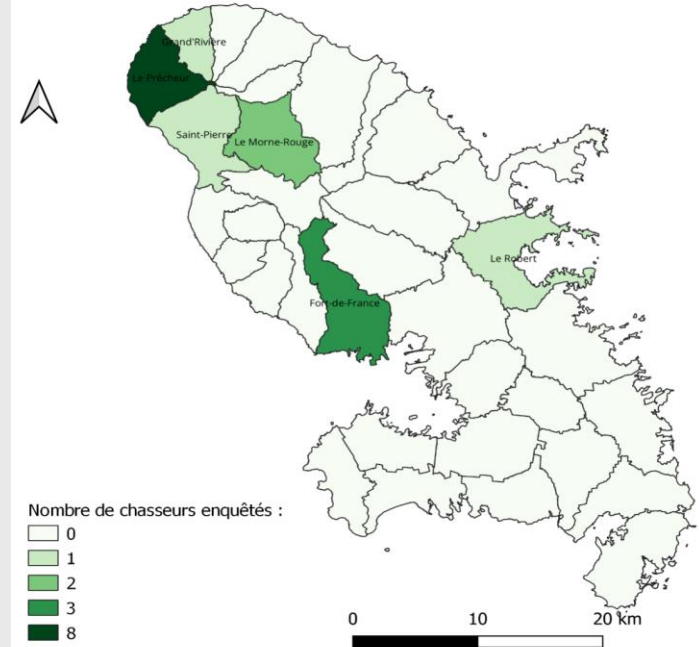 Grand'Rivière
Le Prêcheur
Saint-Pierre
Le Morne-Rouge
Le Robert
Fort-de-France
Nombre de chasseurs enquêtés :
0
1
2
3
8
0 10 20 km